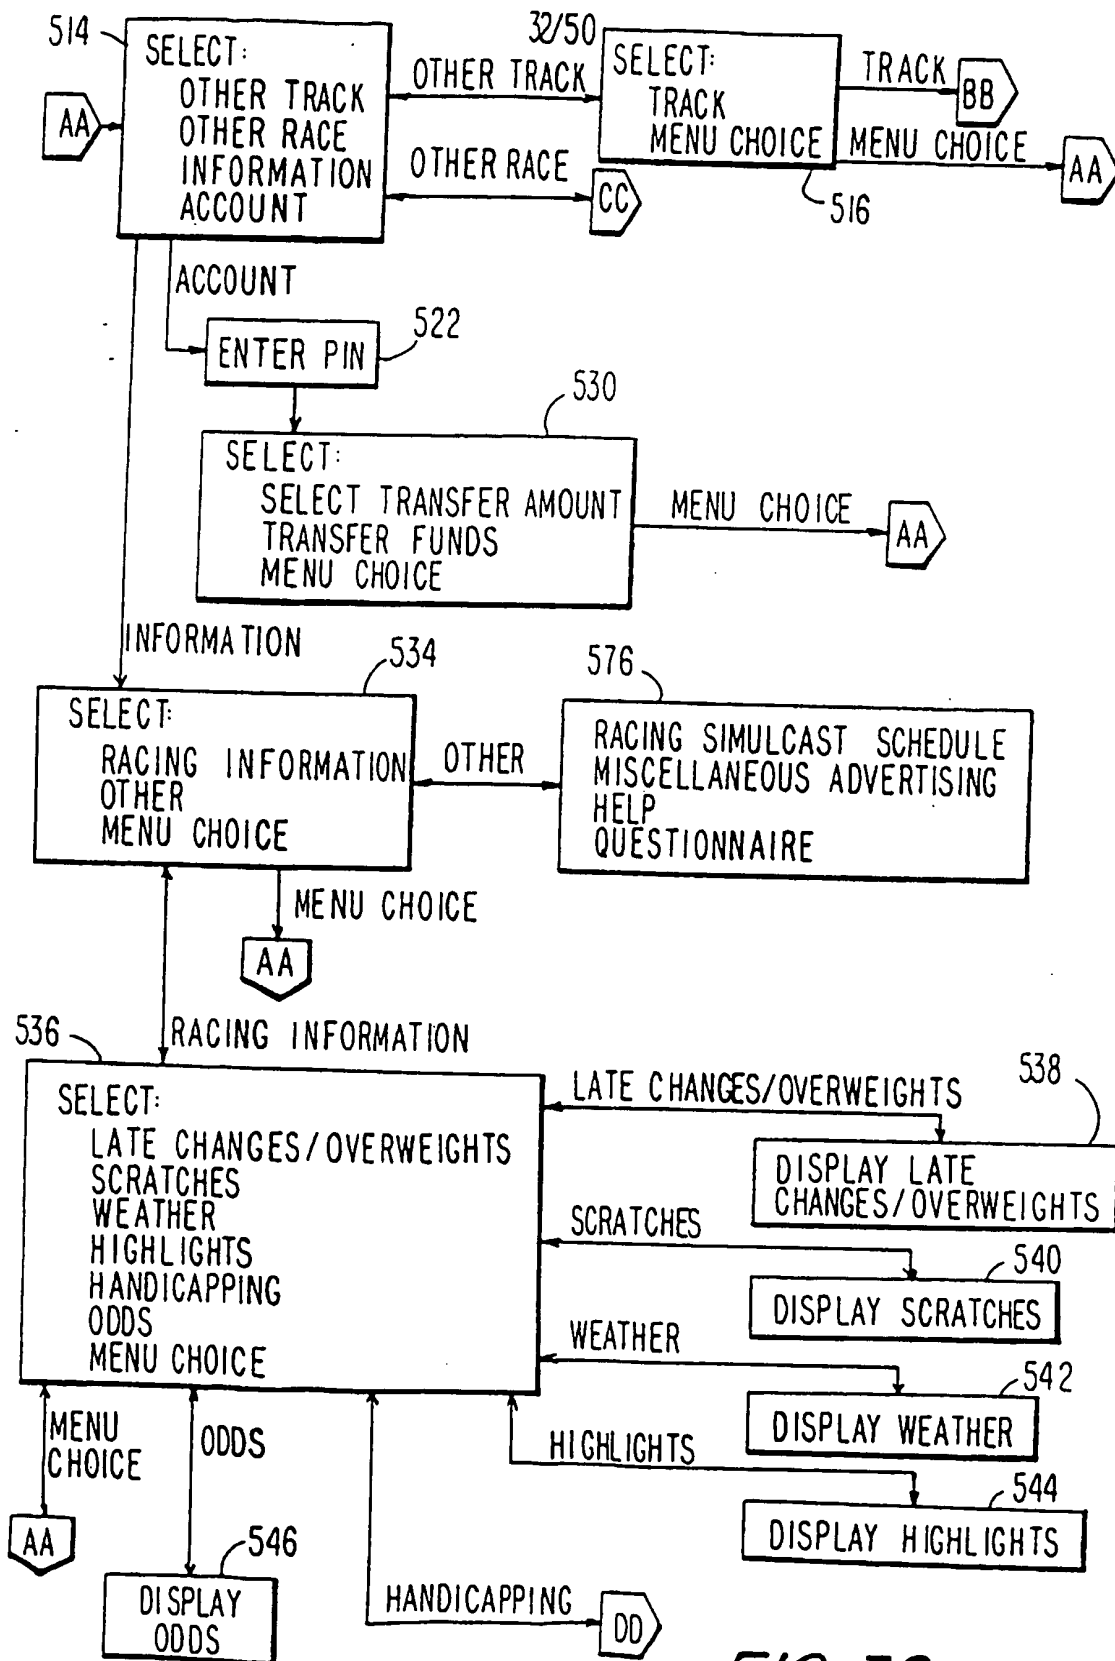 32/50
514
SELECT:
OTHER TRACK
OTHER RACE
INFORMATION
ACCOUNT
AA
OTHER TRACK
SELECT:
TRACK
MENU CHOICE
516
TRACK
BB
MENU CHOICE
AA
OTHER RACE
CC
ACCOUNT
522
ENTER PIN
530
SELECT:
SELECT TRANSFER AMOUNT
TRANSFER FUNDS
MENU CHOICE
MENU CHOICE
AA
INFORMATION
534
SELECT:
RACING INFORMATION
OTHER
MENU CHOICE
OTHER
576
RACING SIMULCAST SCHEDULE
MISCELLANEOUS ADVERTISING
HELP
QUESTIONNAIRE
MENU CHOICE
AA
RACING INFORMATION
536
SELECT:
LATE CHANGES/OVERWEIGHTS
SCRATCHES
WEATHER
HIGHLIGHTS
HANDICAPPING
ODDS
MENU CHOICE
LATE CHANGES/OVERWEIGHTS
538
DISPLAY LATE
CHANGES/OVERWEIGHTS
SCRATCHES
540
DISPLAY SCRATCHES
WEATHER
542
DISPLAY WEATHER
HIGHLIGHTS
544
DISPLAY HIGHLIGHTS
MENU
CHOICE
AA
ODDS
546
DISPLAY
ODDS
HANDICAPPING
DD